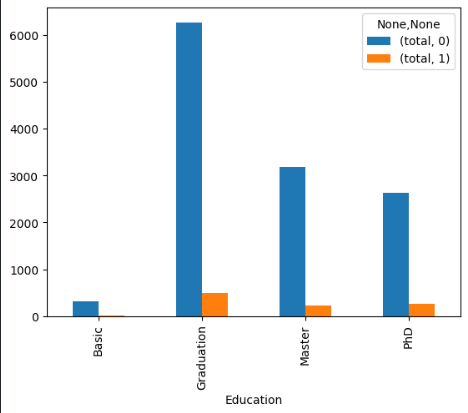 None,None
(total, 0)
(total, 1)
6000
5000
4000
3000
2000
1000
0
Basic
Graduation
Master
PhD
Education